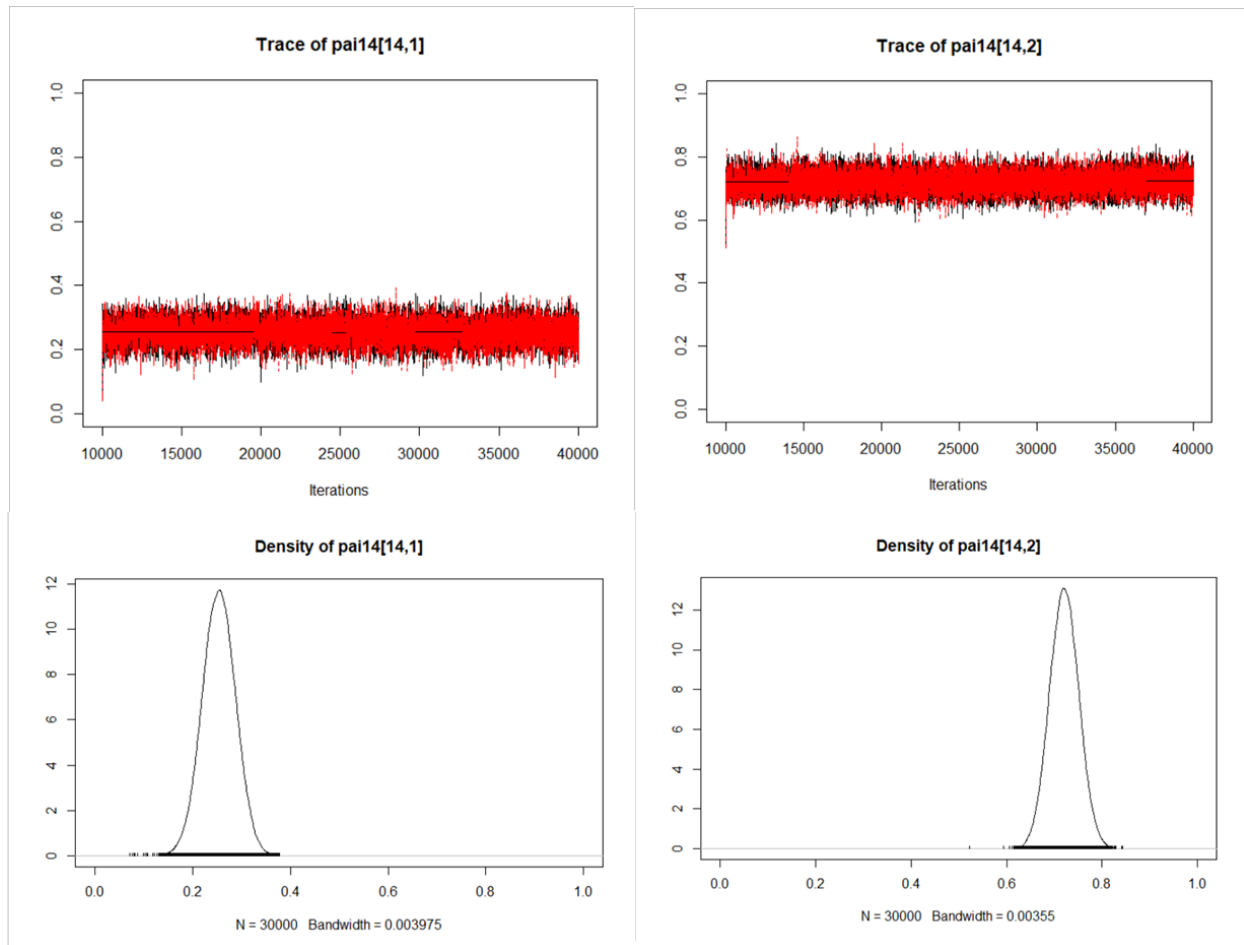 Trace of pai14[14,1]
1.0
0.8
0.6
0.4
0.2
0.0
10000 15000 20000 25000 30000 35000 40000
Iterations
Trace of pai14[14,2]
1.0
0.8
0.6
0.4
0.2
0.0
10000 15000 20000 25000 30000 35000 40000
Iterations
Density of pai14[14,1]
12
10
8
6
4
2
0
0.0 0.2 0.4 0.6 0.8 1.0
N = 30000 Bandwidth = 0.003975
Density of pai14[14,2]
12
10
8
6
4
2
0
0.0 0.2 0.4 0.6 0.8 1.0
N = 30000 Bandwidth = 0.00355